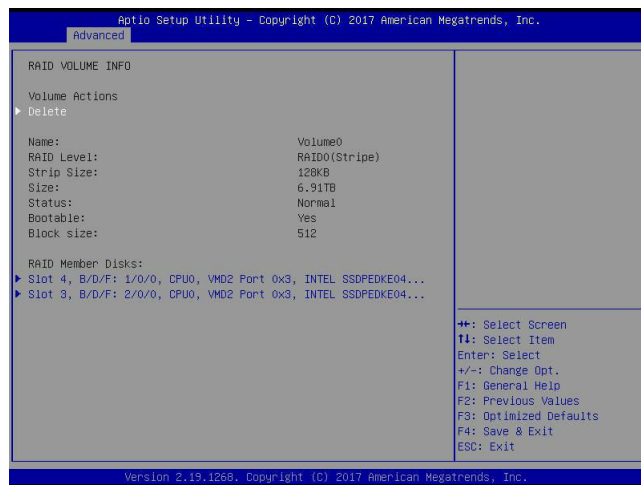 Aptio Setup Utility – Copyright (C) 2017 American Megatrends, Inc.
Advanced
RAID VOLUME INFO
Volume Actions
Delete
Name: Volume0
RAID Level: RAID0(Stripe)
Strip Size: 128KB
Size: 6.91TB
Status: Normal
Bootable: Yes
Block size: 512
RAID Member Disks:
Slot 4, B/D/F: 1/0/0, CPU0, VMD2 Port 0x3, INTEL SSDPEDKE04...
Slot 3, B/D/F: 2/0/0, CPU0, VMD2 Port 0x3, INTEL SSDPEDKE04...
→←: Select Screen
↑↓: Select Item
Enter: Select
+/-: Change Opt.
F1: General Help
F2: Previous Values
F3: Optimized Defaults
F4: Save & Exit
ESC: Exit
Version 2.19.1268. Copyright (C) 2017 American Megatrends, Inc.